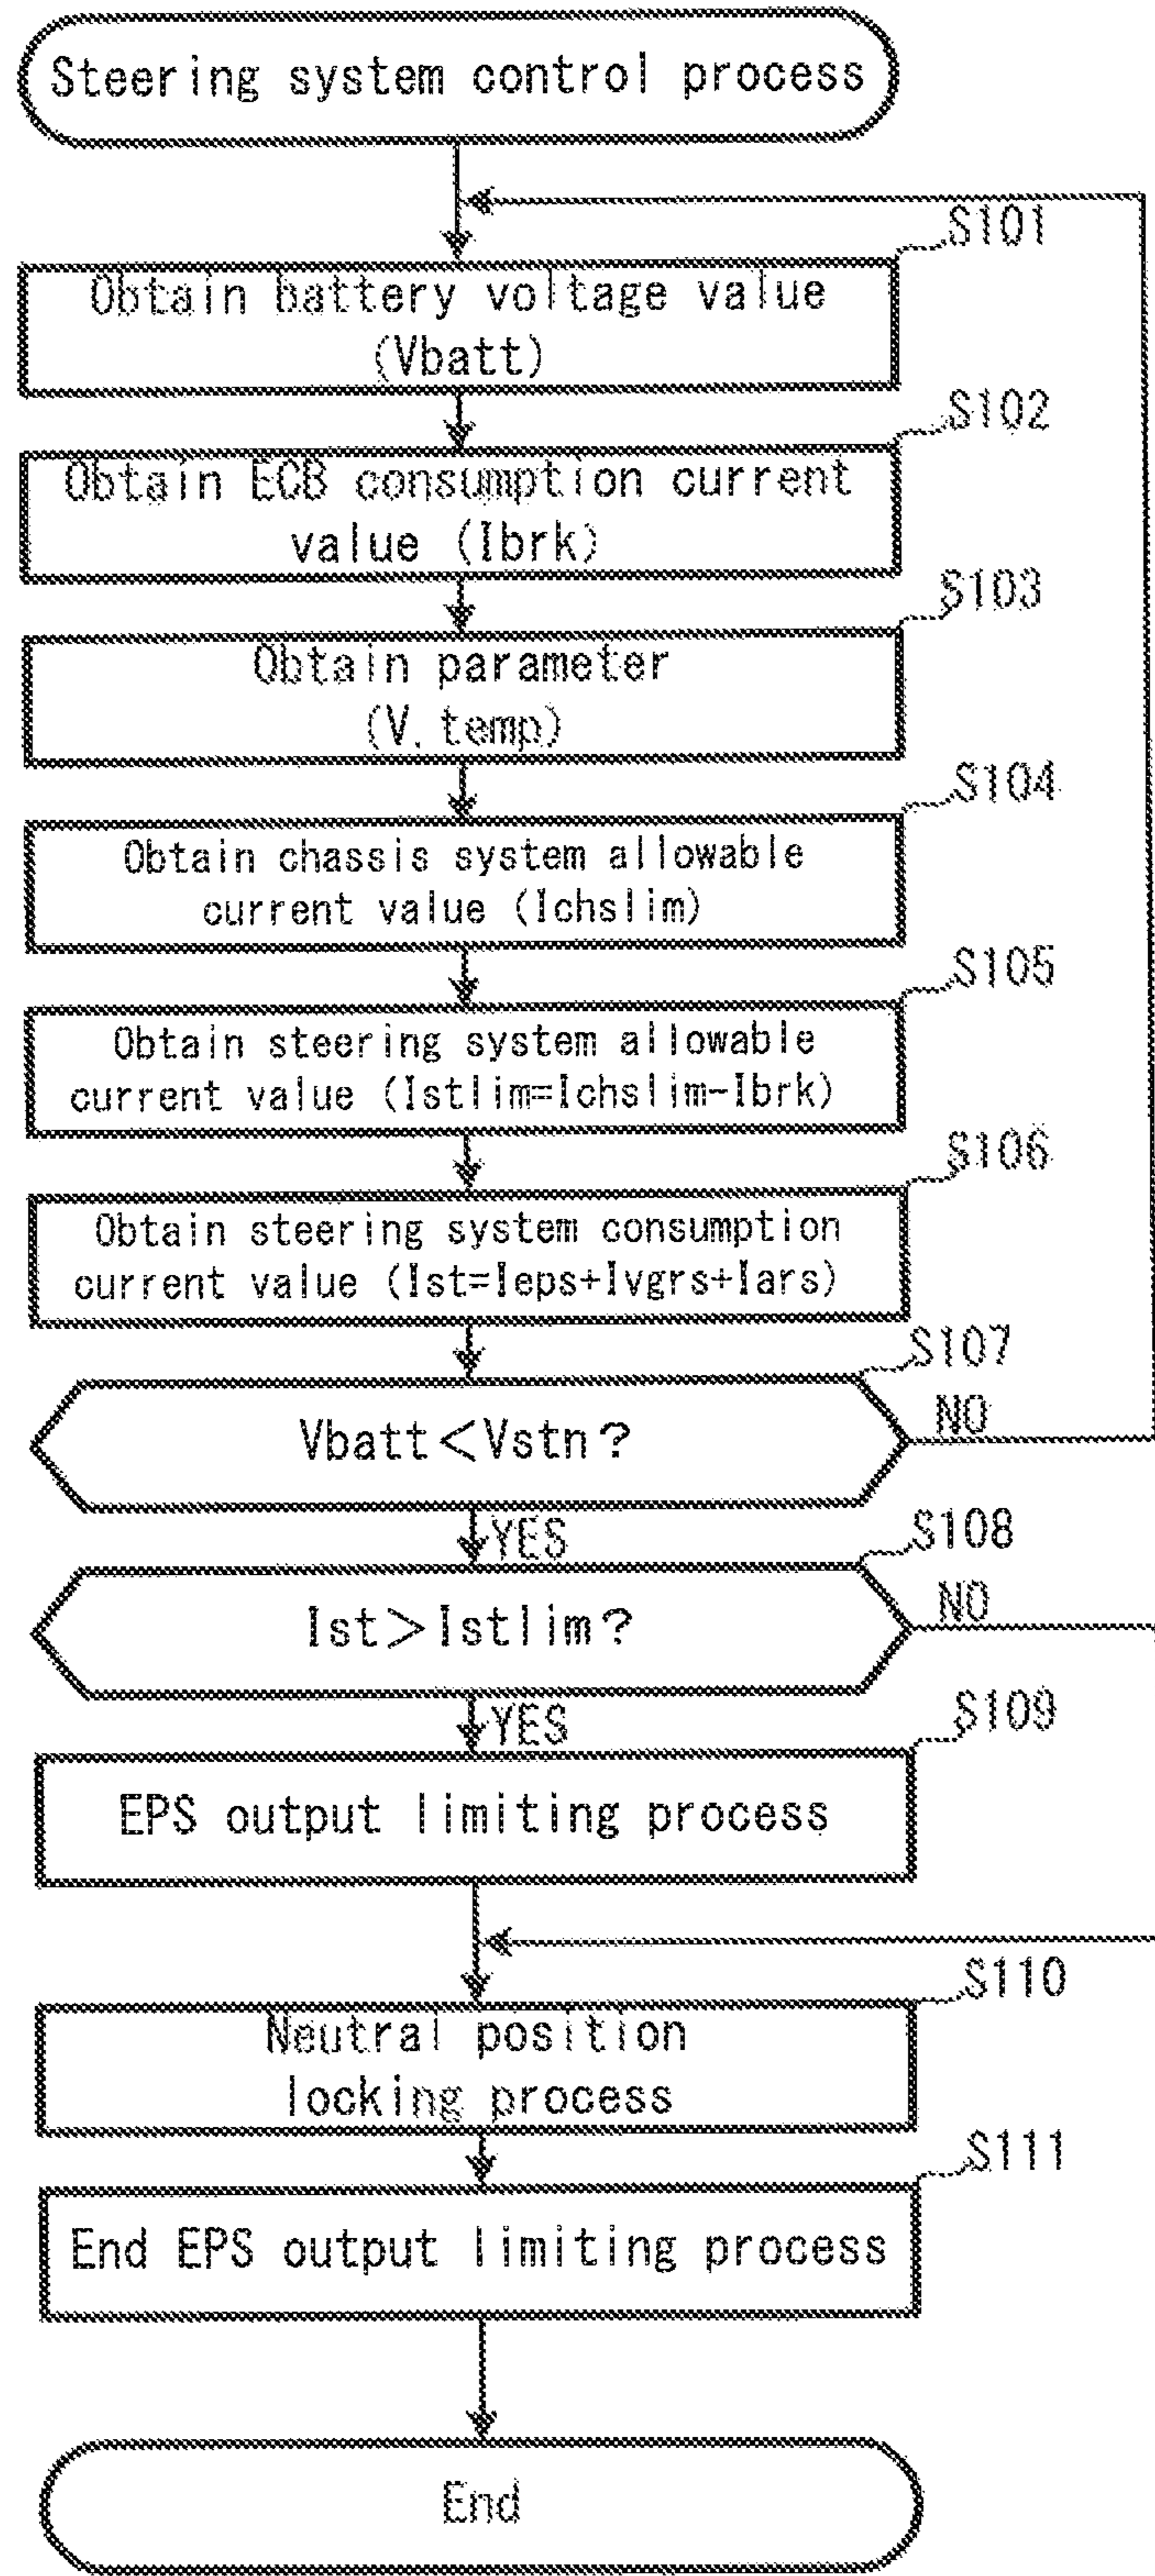 Steering system control process
S101
Obtain battery voltage value
(Vbatt)
S102
Obtain ECB consumption current
value (Ibrk)
S103
Obtain parameter
(V, temp)
S104
Obtain chassis system allowable
current value (Ichslim)
S105
Obtain steering system allowable
current value (Istlim=Ichslim-Ibrk)
S106
Obtain steering system consumption
current value (Ist=Ieps+Ivgrs+Iars)
S107
Vbatt<Vstn?
NO
YES
S108
Ist>Istlim?
NO
YES
S109
EPS output limiting process
S110
Neutral position
locking process
S111
End EPS output limiting process
End